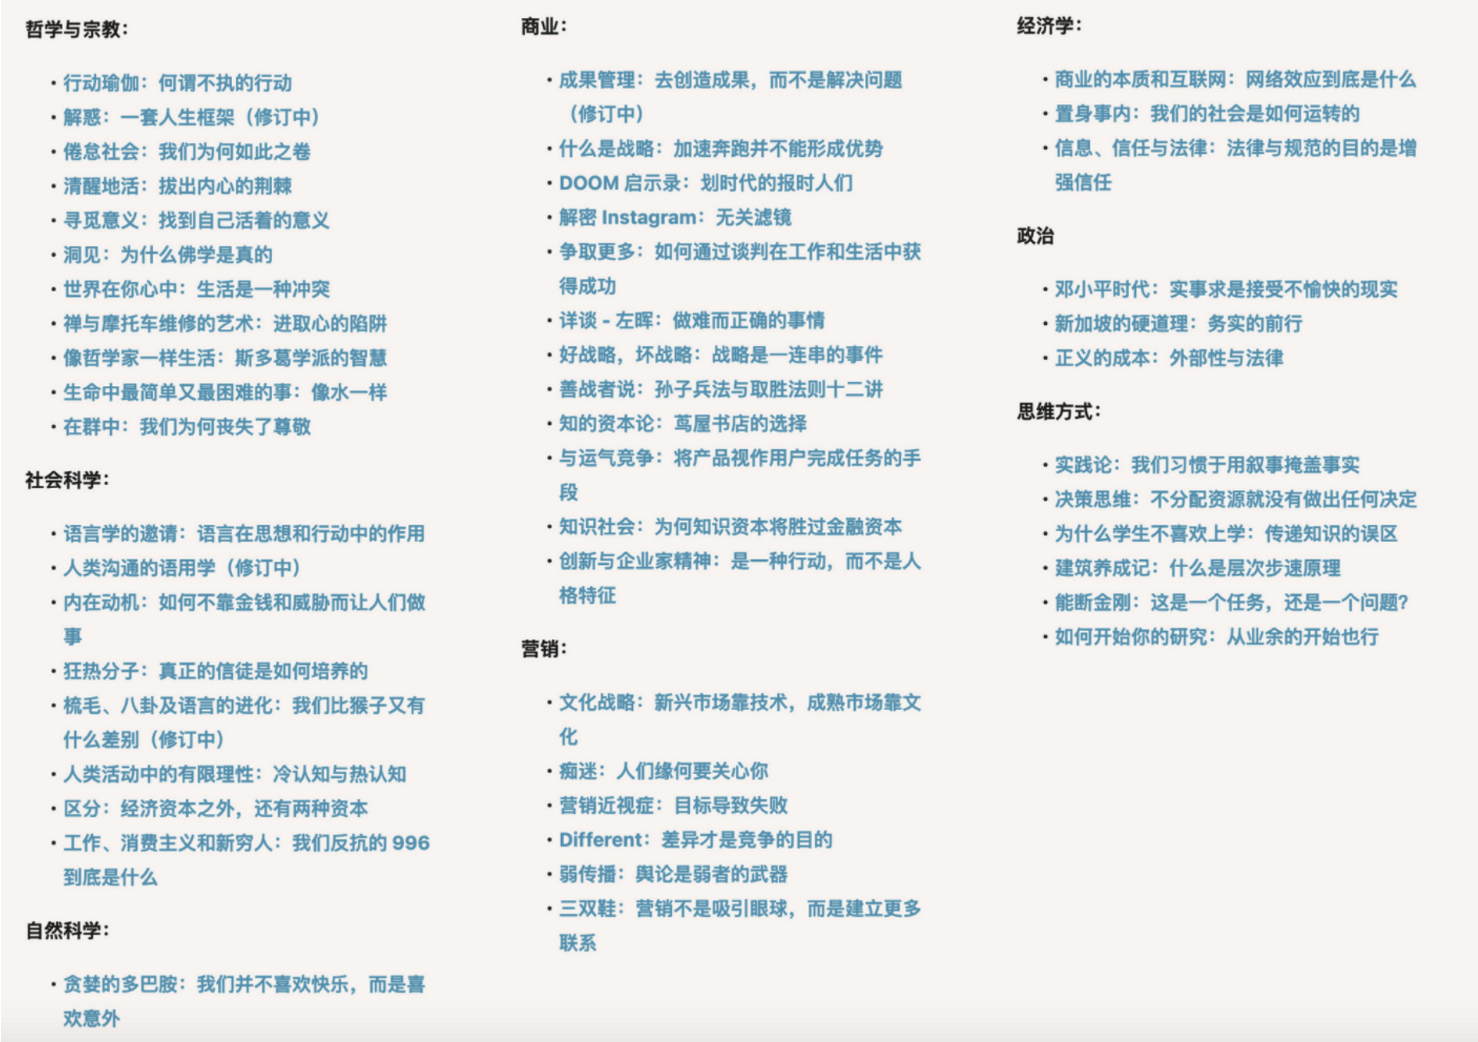 哲学与宗教：
· 行动瑜伽：何谓不执的行动
· 解惑：一套人生框架（修订中）
· 倦怠社会：我们为何如此之卷
· 清醒地活：拔出内心的荆棘
· 寻觅意义：找到自己活着的意义
· 洞见：为什么佛学是真的
· 世界在你心中：生活是一种冲突
· 禅与摩托车维修的艺术：进取心的陷阱
· 像哲学家一样生活：斯多葛学派的智慧
· 生命中最简单又最困难的事：像水一样
· 在群中：我们为何丧失了尊敬
社会科学：
· 语言学的邀请：语言在思想和行动中的作用
· 人类沟通的语用学（修订中）
· 内在动机：如何不靠金钱和威胁而让人们做
事
· 狂热分子：真正的信徒是如何培养的
· 梳毛、八卦及语言的进化：我们比猴子又有
什么差别（修订中）
· 人类活动中的有限理性：冷认知与热认知
· 区分：经济资本之外，还有两种资本
· 工作、消费主义和新穷人：我们反抗的 996
到底是什么
自然科学：
· 贪婪的多巴胺：我们并不喜欢快乐，而是喜
欢意外
商业：
· 成果管理：去创造成果，而不是解决问题
（修订中）
· 什么是战略：加速奔跑并不能形成优势
· DOOM 启示录：划时代的报时人们
· 解密 Instagram：无关滤镜
· 争取更多：如何通过谈判在工作和生活中获
得成功
· 详谈 - 左晖：做难而正确的事情
· 好战略，坏战略：战略是一连串的事件
· 善战者说：孙子兵法与取胜法则十二讲
· 知的资本论：茑屋书店的选择
· 与运气竞争：将产品视作用户完成任务的手
段
· 知识社会：为何知识资本将胜过金融资本
· 创新与企业家精神：是一种行动，而不是人
格特征
营销：
· 文化战略：新兴市场靠技术，成熟市场靠文
化
· 痴迷：人们缘何要关心你
· 营销近视症：目标导致失败
· Different：差异才是竞争的目的
· 弱传播：舆论是弱者的武器
· 三双鞋：营销不是吸引眼球，而是建立更多
联系
经济学：
· 商业的本质和互联网：网络效应到底是什么
· 置身事内：我们的社会是如何运转的
· 信息、信任与法律：法律与规范的目的是增
强信任
政治
· 邓小平时代：实事求是接受不愉快的现实
· 新加坡的硬道理：务实的前行
· 正义的成本：外部性与法律
思维方式：
· 实践论：我们习惯于用叙事掩盖事实
· 决策思维：不分配资源就没有做出任何决定
· 为什么学生不喜欢上学：传递知识的误区
· 建筑养成记：什么是层次步速原理
· 能断金刚：这是一个任务，还是一个问题？
· 如何开始你的研究：从业余的开始也行